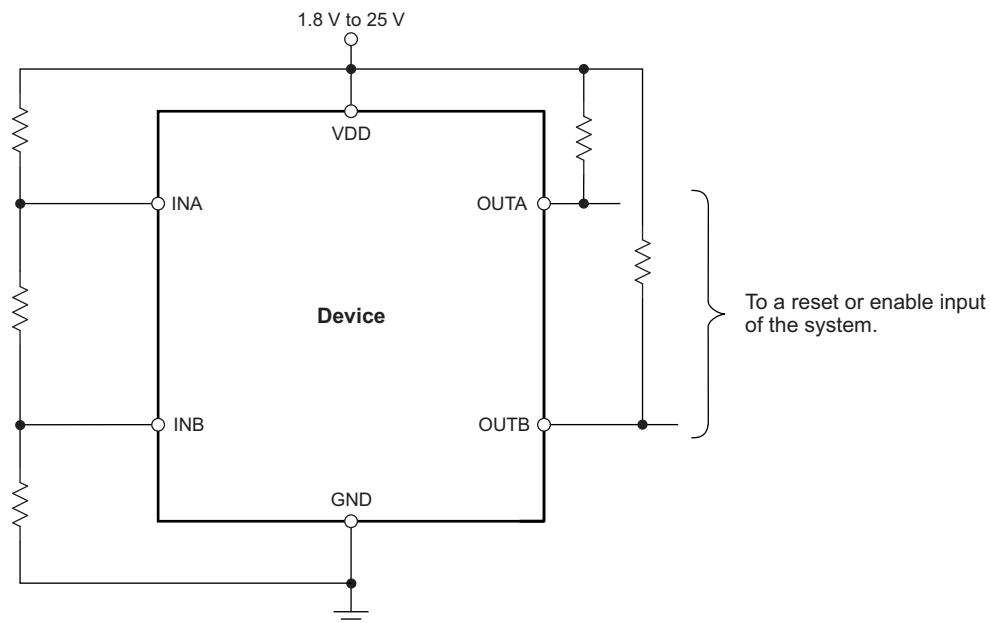 1.8 V to 25 V
VDD
INA
OUTA
Device
To a reset or enable input
of the system.
INB
OUTB
GND